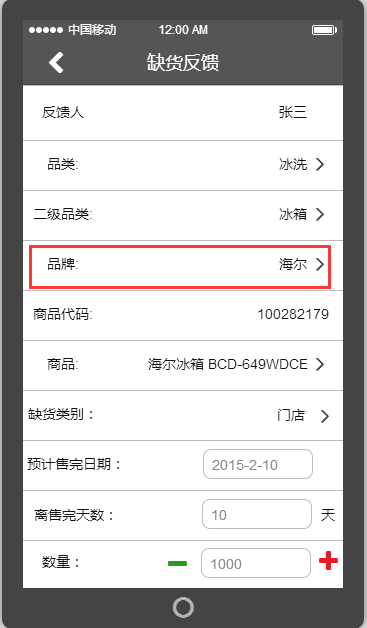 中国移动 12:00 AM
缺货反馈
反馈人 张三
品类: 冰洗
二级品类: 冰箱
品牌: 海尔
商品代码: 100282179
商品: 海尔冰箱 BCD-649WDCE
缺货类别： 门店
预计售完日期： 2015-2-10
离售完天数： 10 天
数量： 1000